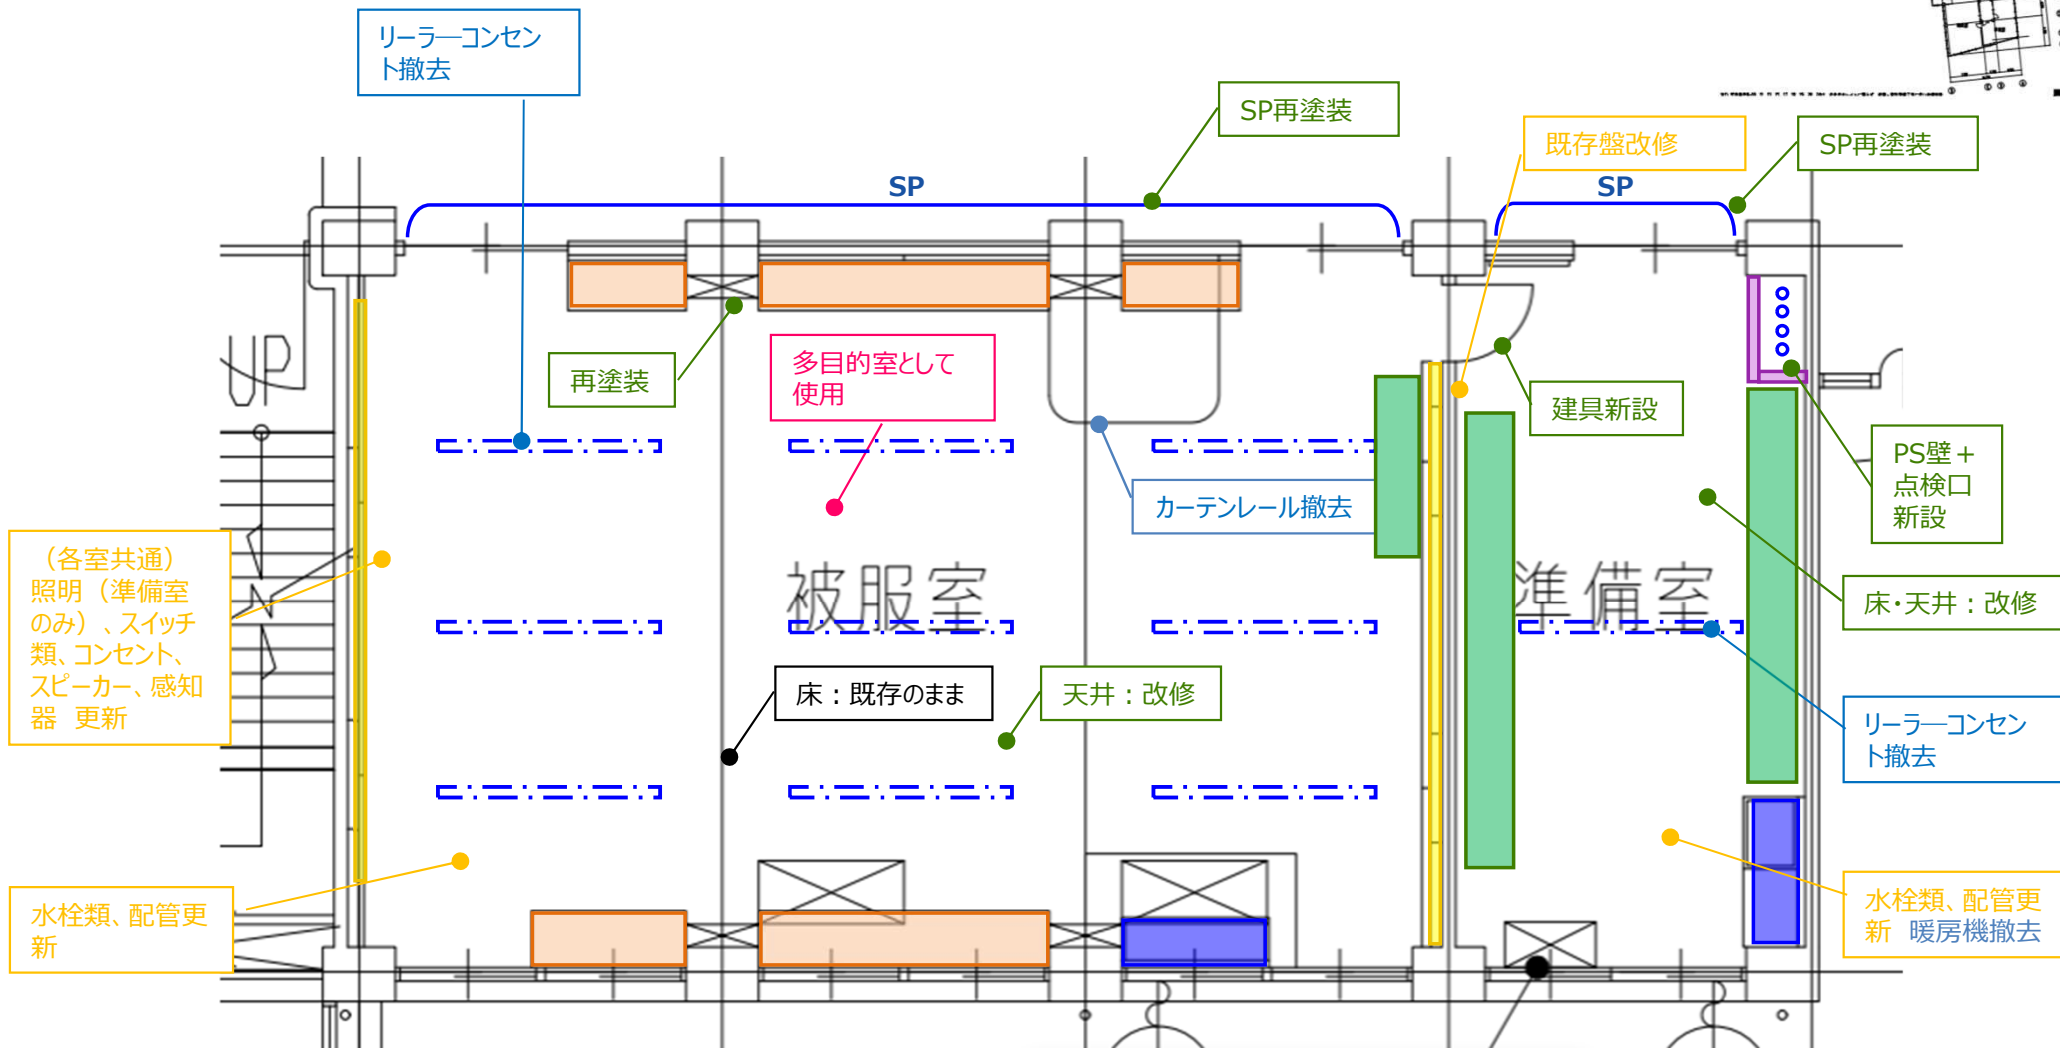 リーラ―コンセン
ト撤去
SP再塗装
既存盤改修
SP再塗装
SP
SP
UP
再塗装
多目的室として
使用
建具新設
PS壁＋
点検口
新設
カーテンレール撤去
（各室共通）
照明（準備室
のみ）、スイッチ
類、コンセント、
スピーカー、感知
器　更新
被服室
準備室
床・天井：改修
床：既存のまま
天井：改修
リーラ―コンセン
ト撤去
水栓類、配管更
新
水栓類、配管更
新　暖房機撤去